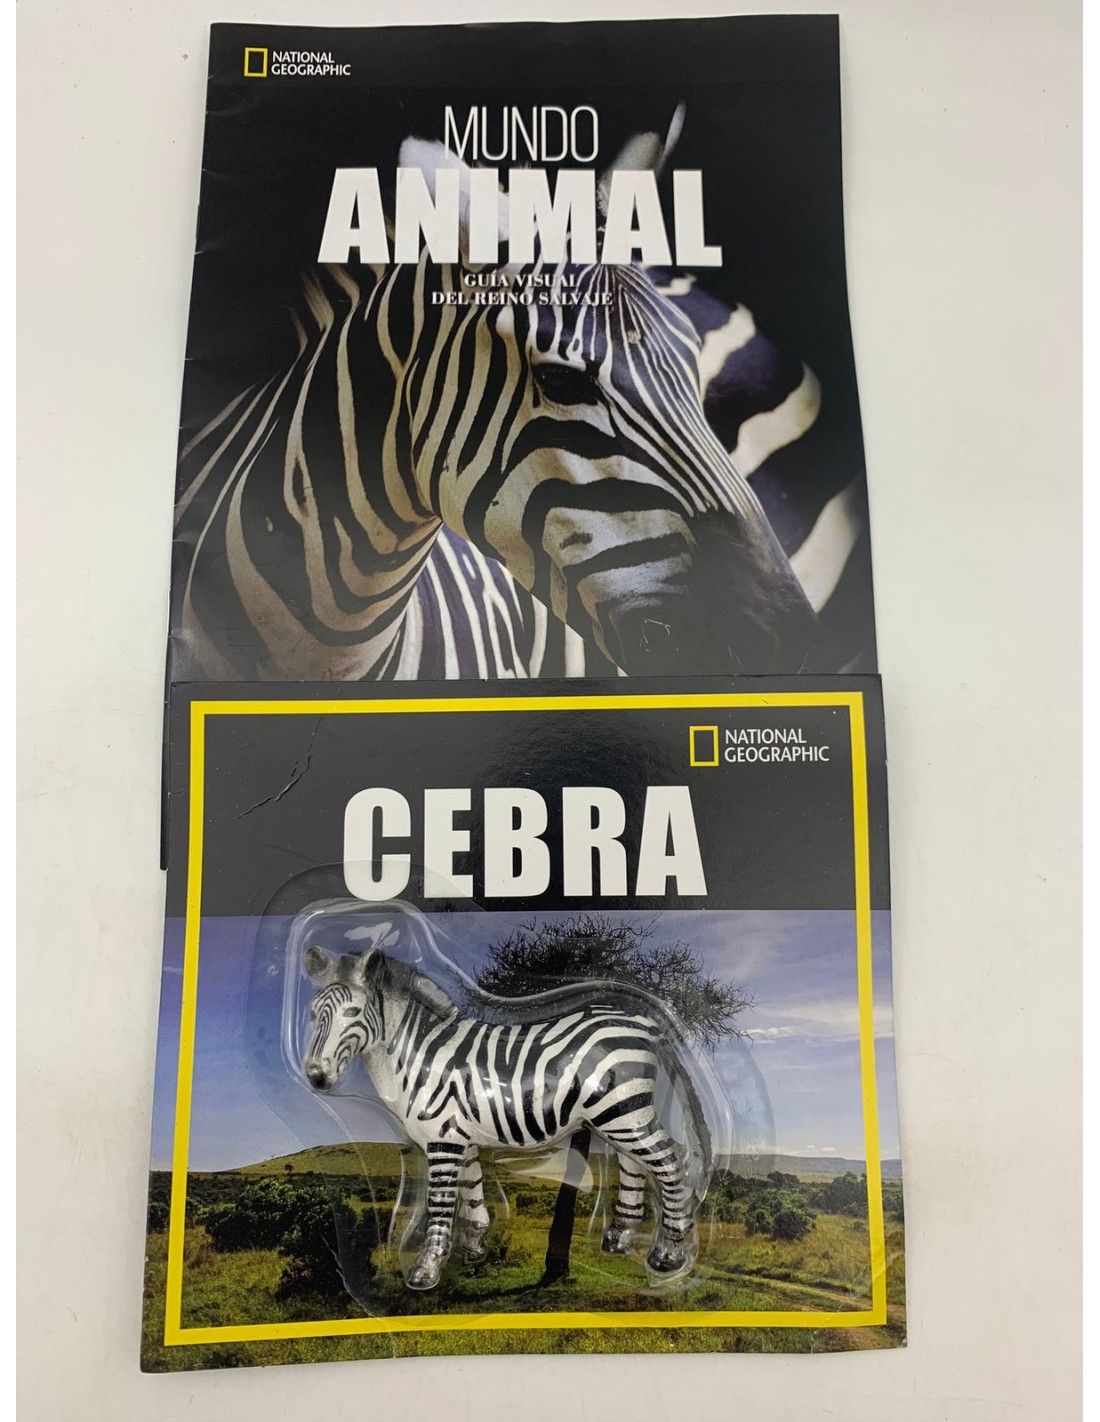 NATIONAL
GEOGRAPHIC
MUNDO
ANIMAL
GUÍA VISUAL
DEL REINO SALVAJE
NATIONAL
GEOGRAPHIC
CEBRA